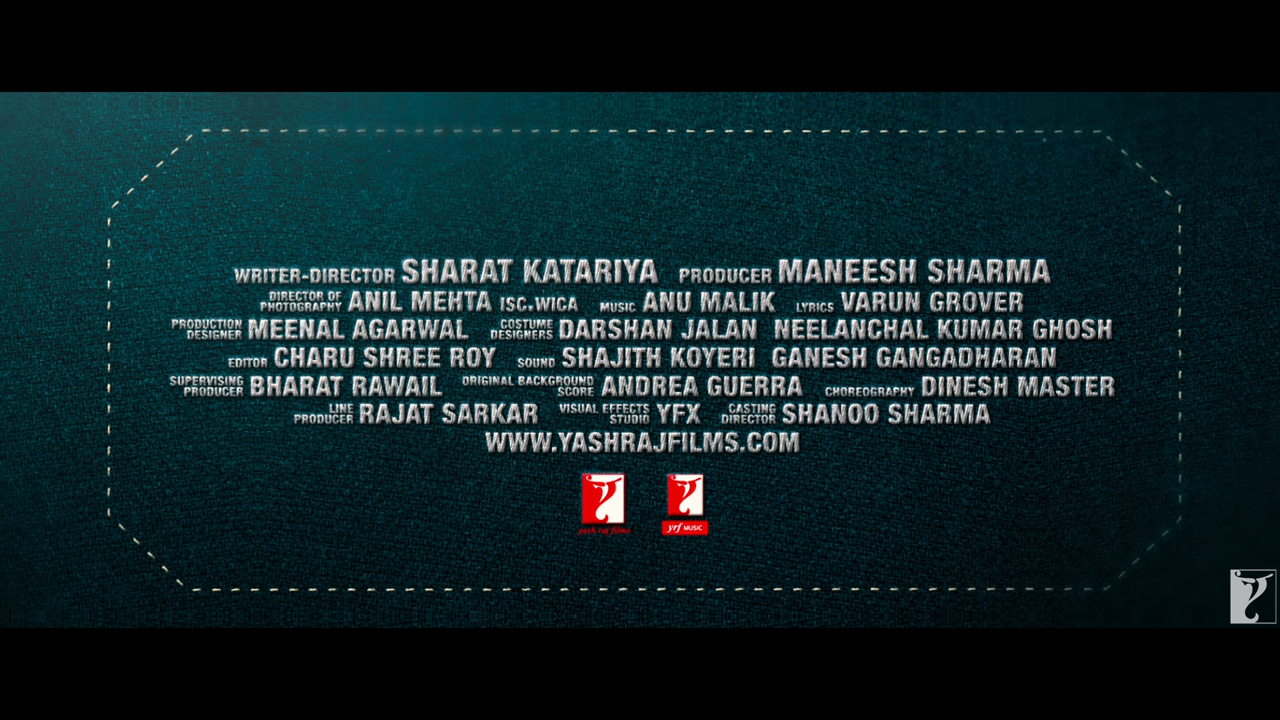 WRITER-DIRECTOR SHARAT KATARIYA PRODUCER MANEESH SHARMA
DIRECTOR OF PHOTOGRAPHY ANIL MEHTA ISC.WICA MUSIC ANU MALIK LYRICS VARUN GROVER
PRODUCTION DESIGNER MEENAL AGARWAL COSTUME DESIGNERS DARSHAN JALAN NEELANCHAL KUMAR GHOSH
EDITOR CHARU SHREE ROY SOUND SHAJITH KOYERI GANESH GANGADHARAN
SUPERVISING PRODUCER BHARAT RAWAIL ORIGINAL BACKGROUND SCORE ANDREA GUERRA CHOREOGRAPHY DINESH MASTER
LINE PRODUCER RAJAT SARKAR VISUAL EFFECTS STUDIO YFX CASTING DIRECTOR SHANOO SHARMA
WWW.YASHRAJFILMS.COM
yash raj films yrf MUSIC